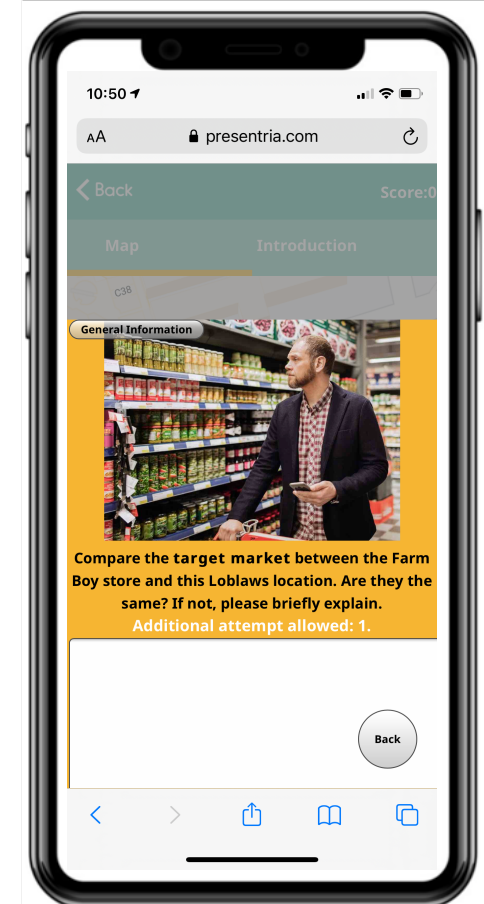 10:50
AA presentria.com
Back Score:0
Map Introduction
C38
General Information
Compare the target market between the Farm
Boy store and this Loblaws location. Are they the
same? If not, please briefly explain.
Additional attempt allowed: 1.
Back